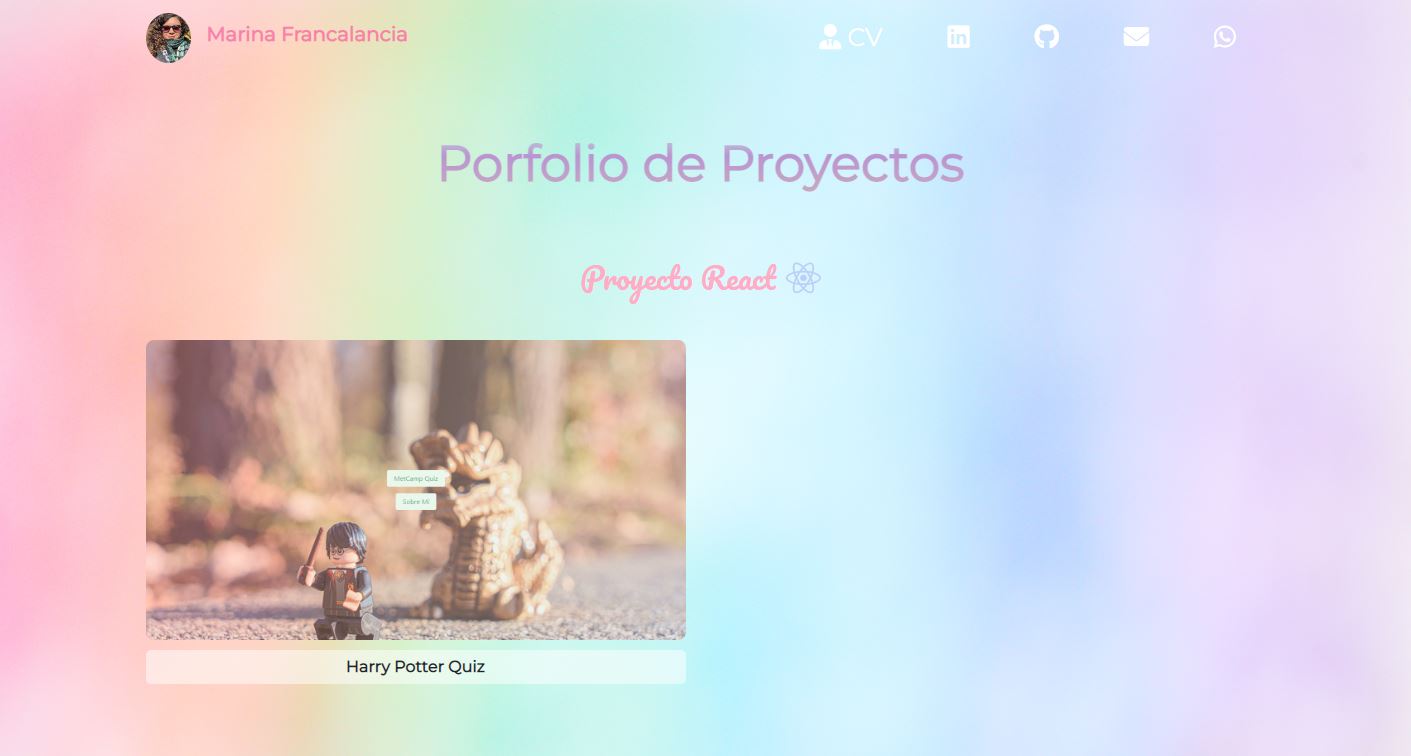 Marina Francalancia
CV
Porfolio de Proyectos
Proyecto React
MetCamp Quiz
Sobre Mí
Harry Potter Quiz